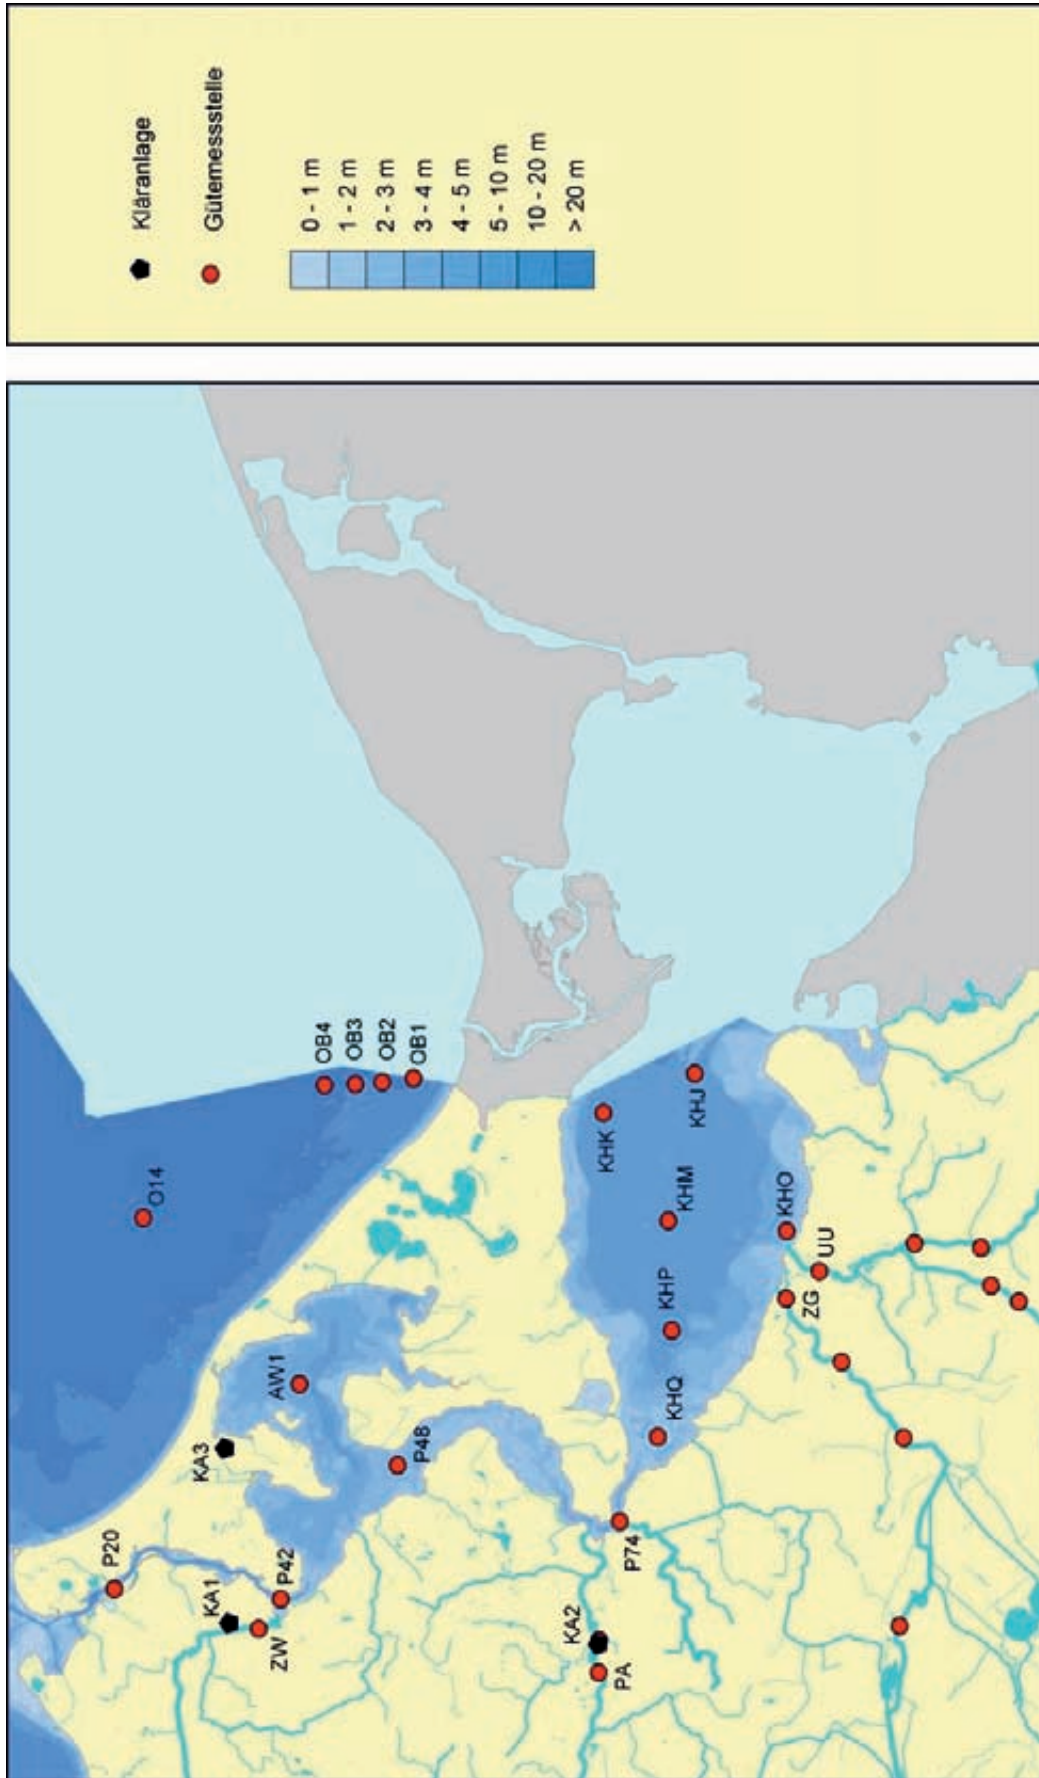 Kläranlage
Gütemessstelle
0 - 1 m
1 - 2 m
2 - 3 m
3 - 4 m
4 - 5 m
5 - 10 m
10 - 20 m
> 20 m
P20
KA1
ZW
P42
KA3
AW1
P48
O14
OB4
OB3
OB2
OB1
PA
KA2
P74
KHQ
KHP
KHM
KHK
KHJ
KHO
ZG
UU